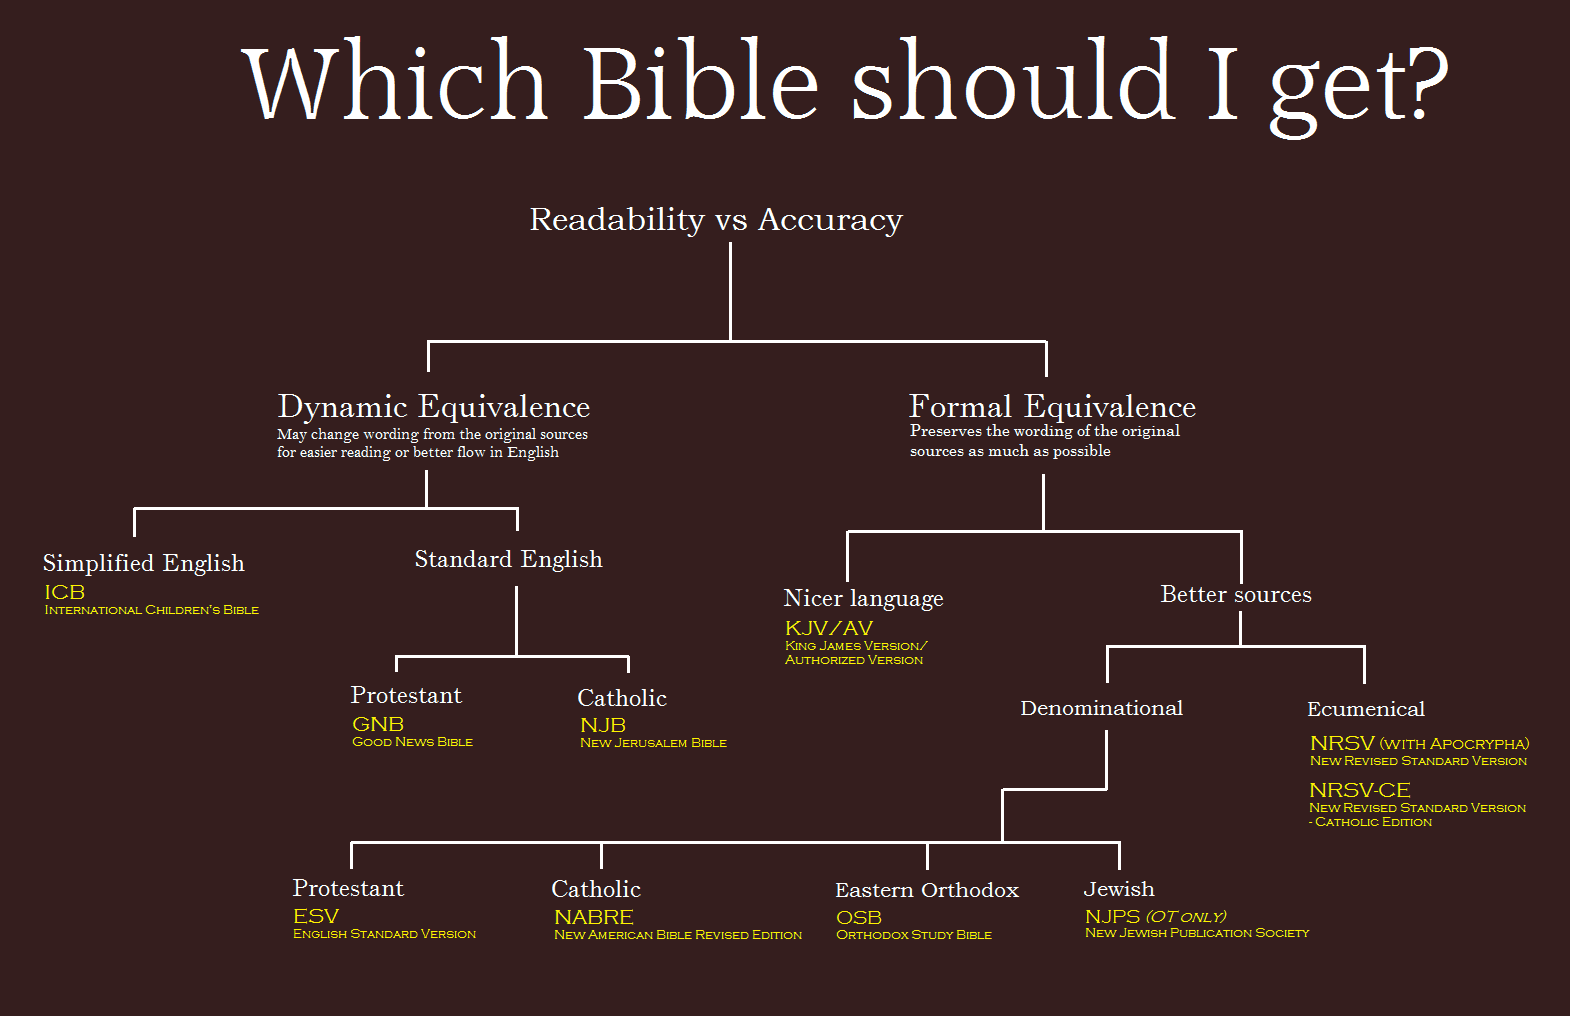 Which Bible should I get?
Readability vs Accuracy
Dynamic Equivalence
May change wording from the original sources
for easier reading or better flow in English
Formal Equivalence
Preserves the wording of the original
sources as much as possible
Simplified English
ICB
International Children's Bible
Standard English
Protestant
GNB
Good News Bible
Catholic
NJB
New Jerusalem Bible
Nicer language
KJV/AV
King James Version/
Authorized Version
Better sources
Denominational
Ecumenical
NRSV (with Apocrypha)
New Revised Standard Version
NRSV-CE
New Revised Standard Version
- Catholic Edition
Protestant
ESV
English Standard Version
Catholic
NABRE
New American Bible Revised Edition
Eastern Orthodox
OSB
Orthodox Study Bible
Jewish
NJPS (OT only)
New Jewish Publication Society